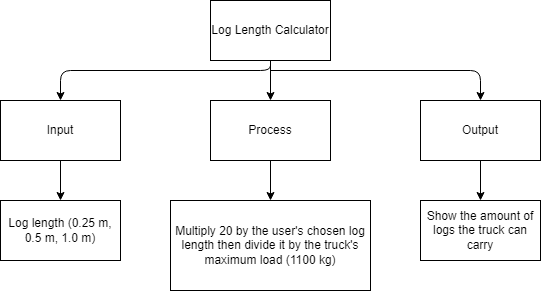 Log Length Calculator
Input
Process
Output
Log length (0.25 m,
0.5 m, 1.0 m)
Multiply 20 by the user's chosen log
length then divide it by the truck's
maximum load (1100 kg)
Show the amount of
logs the truck can
carry